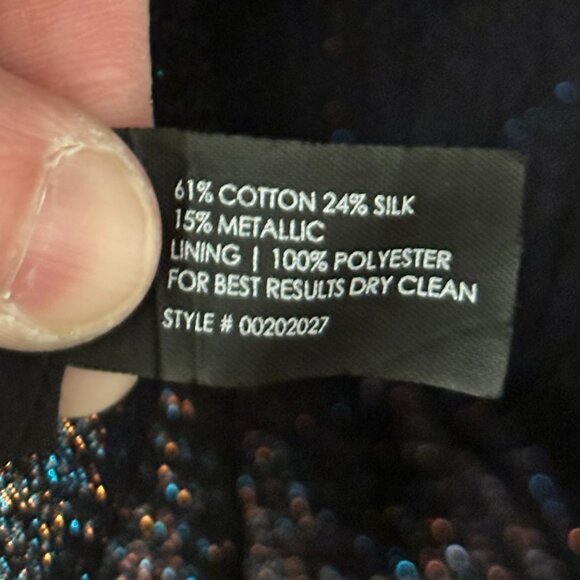 61% COTTON 24% SILK
15% METALLIC
LINING | 100% POLYESTER
FOR BEST RESULTS DRY CLEAN
STYLE # 00202027